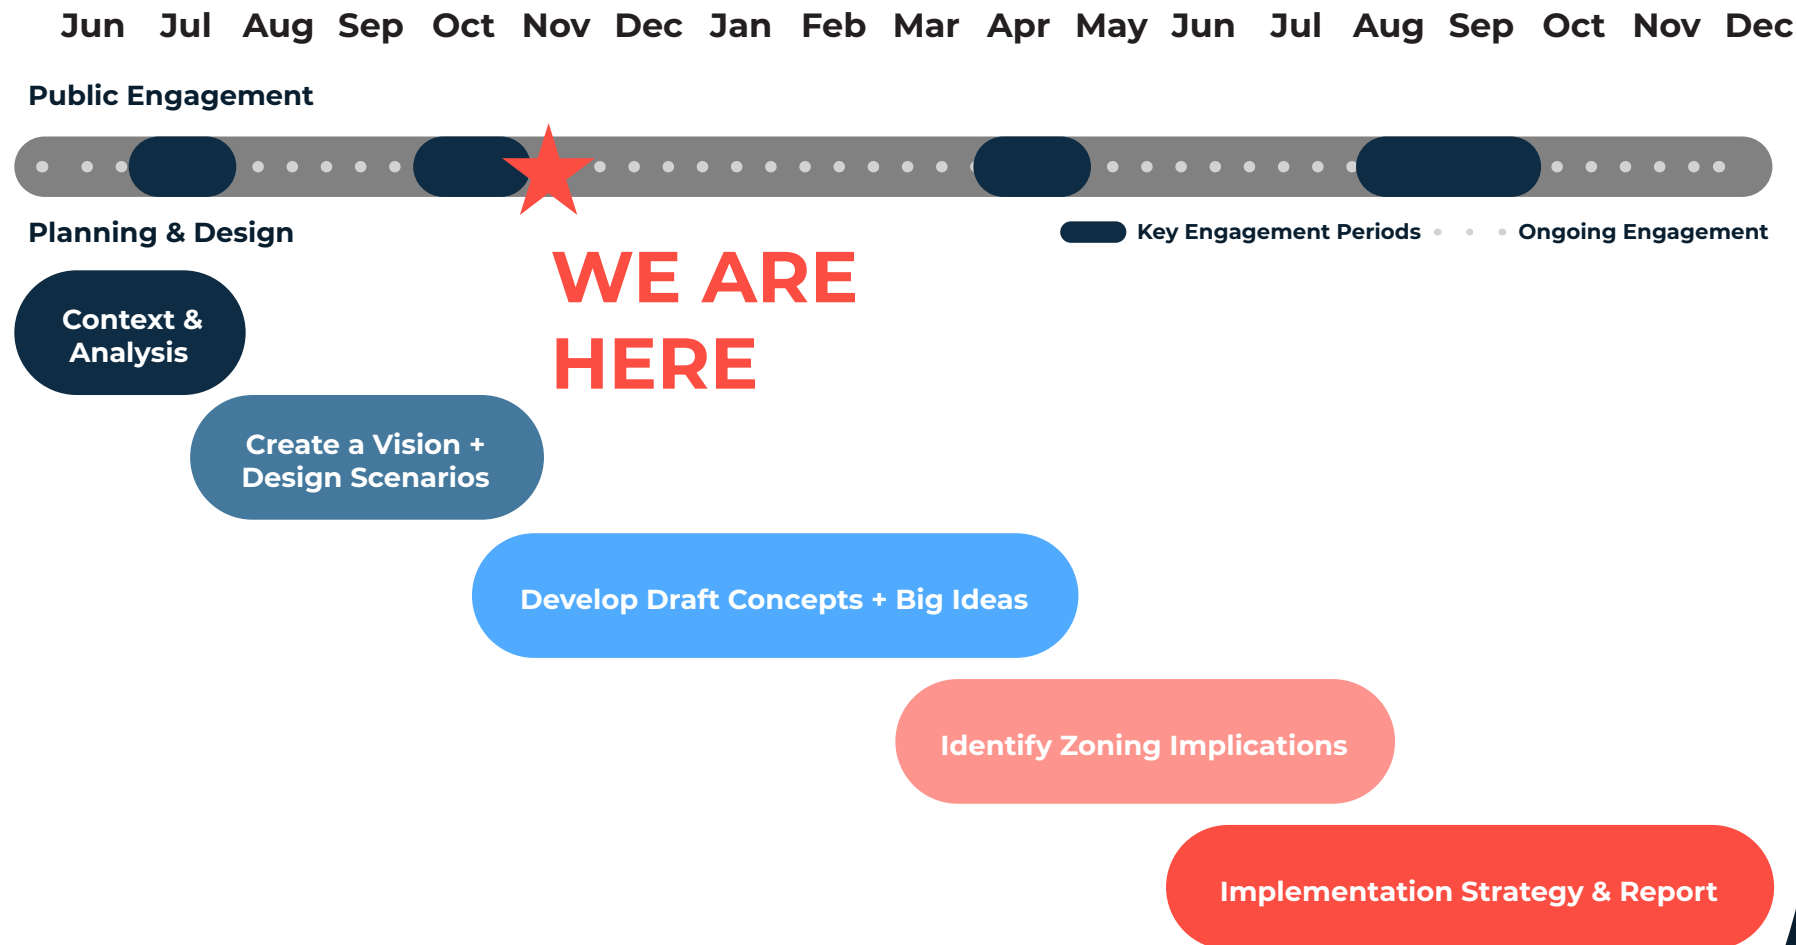 Jun Jul Aug Sep Oct Nov Dec Jan Feb Mar Apr May Jun Jul Aug Sep Oct Nov Dec
Public Engagement
Planning & Design
Key Engagement Periods
Ongoing Engagement
WE ARE
HERE
Context &
Analysis
Create a Vision +
Design Scenarios
Develop Draft Concepts + Big Ideas
Identify Zoning Implications
Implementation Strategy & Report